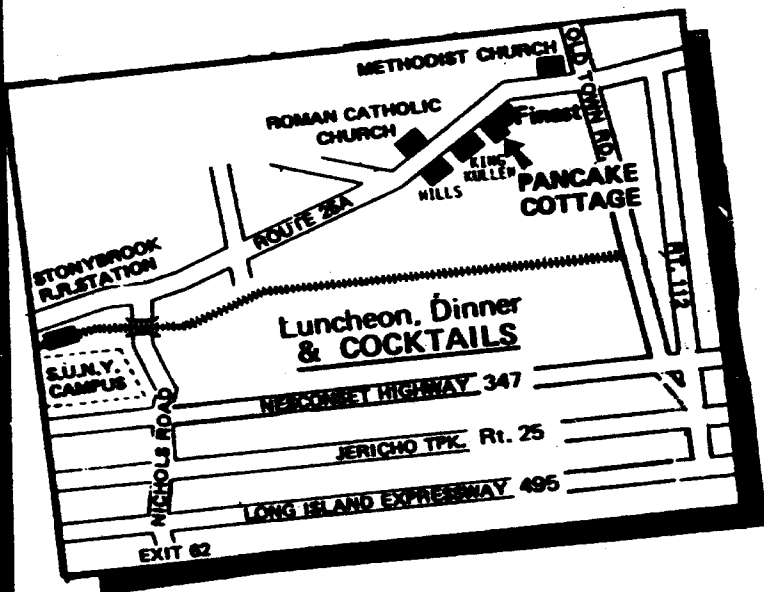 METHODIST CHURCH
OLD TOWN RD.
ROMAN CATHOLIC
CHURCH
Finast
KING
KULLEN
HILLS
PANCAKE
COTTAGE
ROUTE 25A
STONYBROOK
R.R. STATION
RT. 112
Luncheon, Dinner
& COCKTAILS
S.U.N.Y.
CAMPUS
NESCONSET HIGHWAY 347
NICHOLS ROAD
JERICHO TPK. Rt. 25
LONG ISLAND EXPRESSWAY 495
EXIT 62